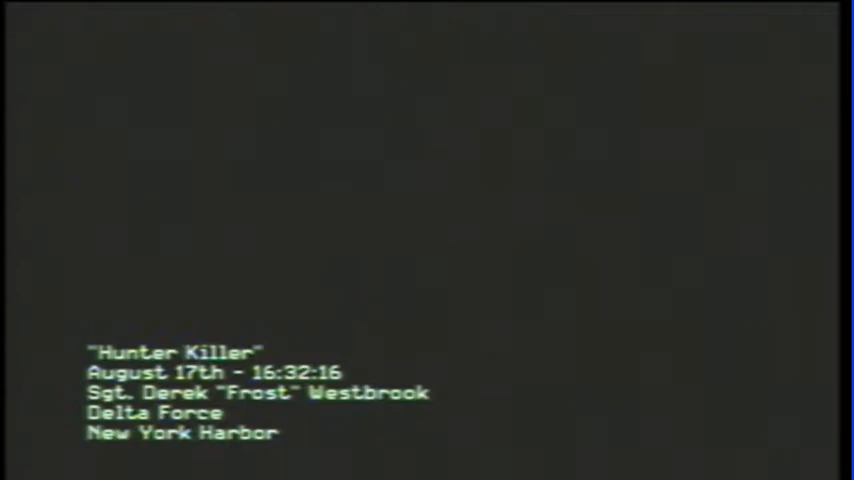 "Hunter Killer"
August 17th - 16:32:16
Sgt. Derek "Frost" Westbrook
Delta Force
New York Harbor